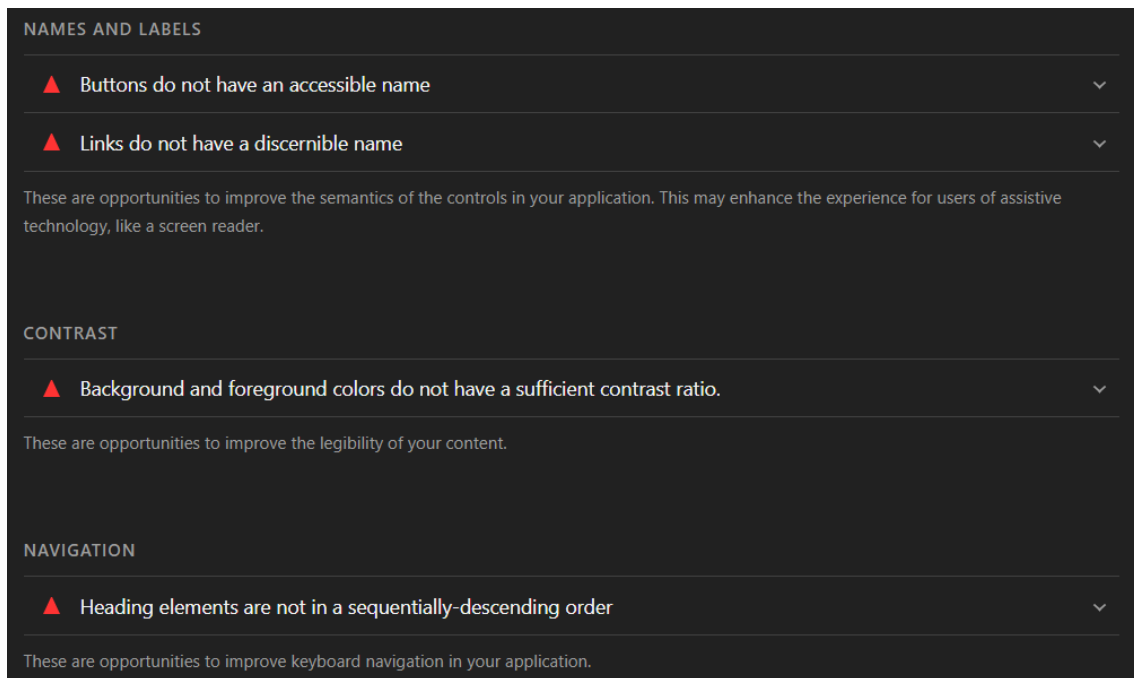 NAMES AND LABELS
Buttons do not have an accessible name
Links do not have a discernible name
These are opportunities to improve the semantics of the controls in your application. This may enhance the experience for users of assistive
technology, like a screen reader.
CONTRAST
Background and foreground colors do not have a sufficient contrast ratio.
These are opportunities to improve the legibility of your content.
NAVIGATION
Heading elements are not in a sequentially-descending order
These are opportunities to improve keyboard navigation in your application.